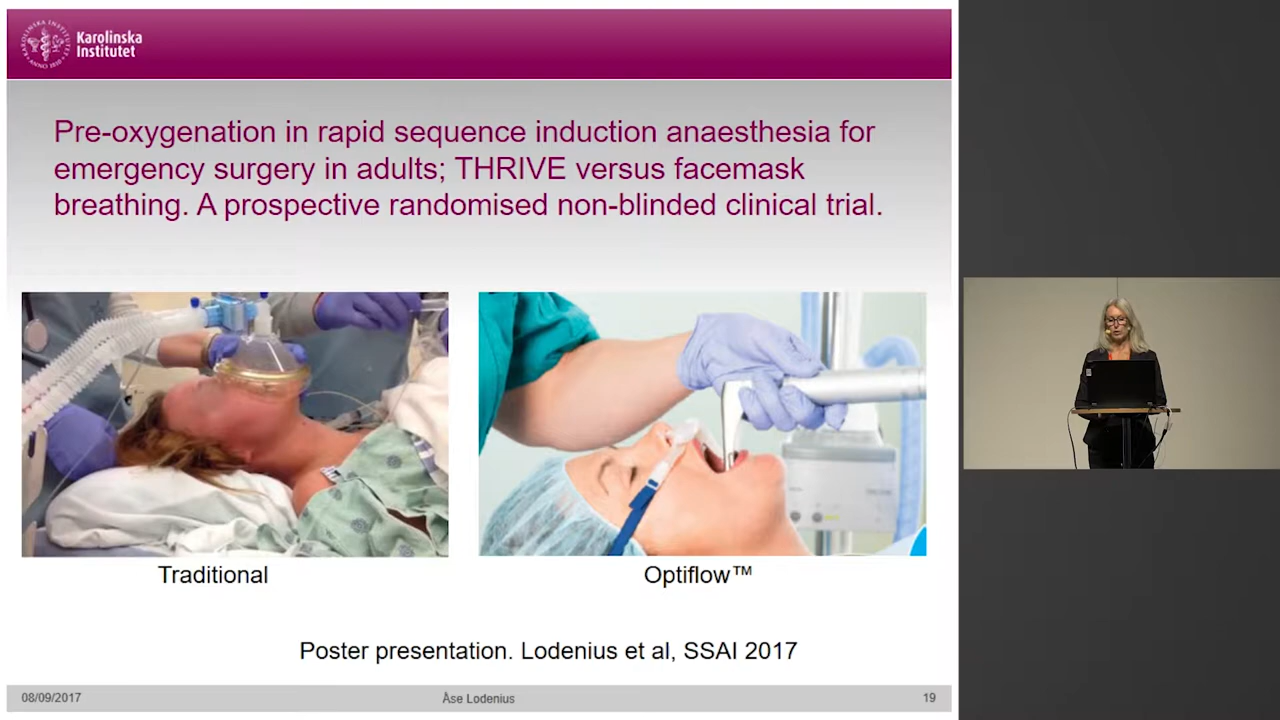 Karolinska
Institutet
Pre-oxygenation in rapid sequence induction anaesthesia for
emergency surgery in adults; THRIVE versus facemask
breathing. A prospective randomised non-blinded clinical trial.
Traditional
Optiflow™
Poster presentation. Lodenius et al, SSAI 2017
08/09/2017
Åse Lodenius
19